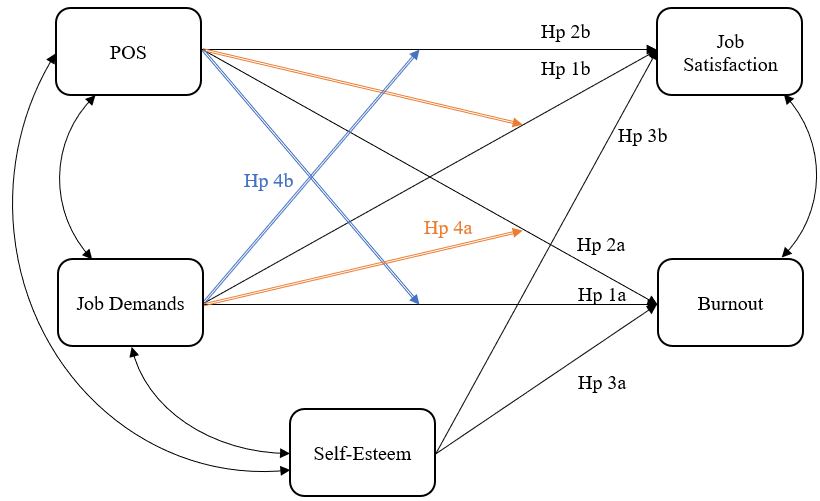 POS
Hp 2b
Job
Satisfaction
Hp 1b
Hp 3b
Hp 4b
Hp 4a
Hp 2a
Job Demands
Hp 1a
Burnout
Hp 3a
Self-Esteem